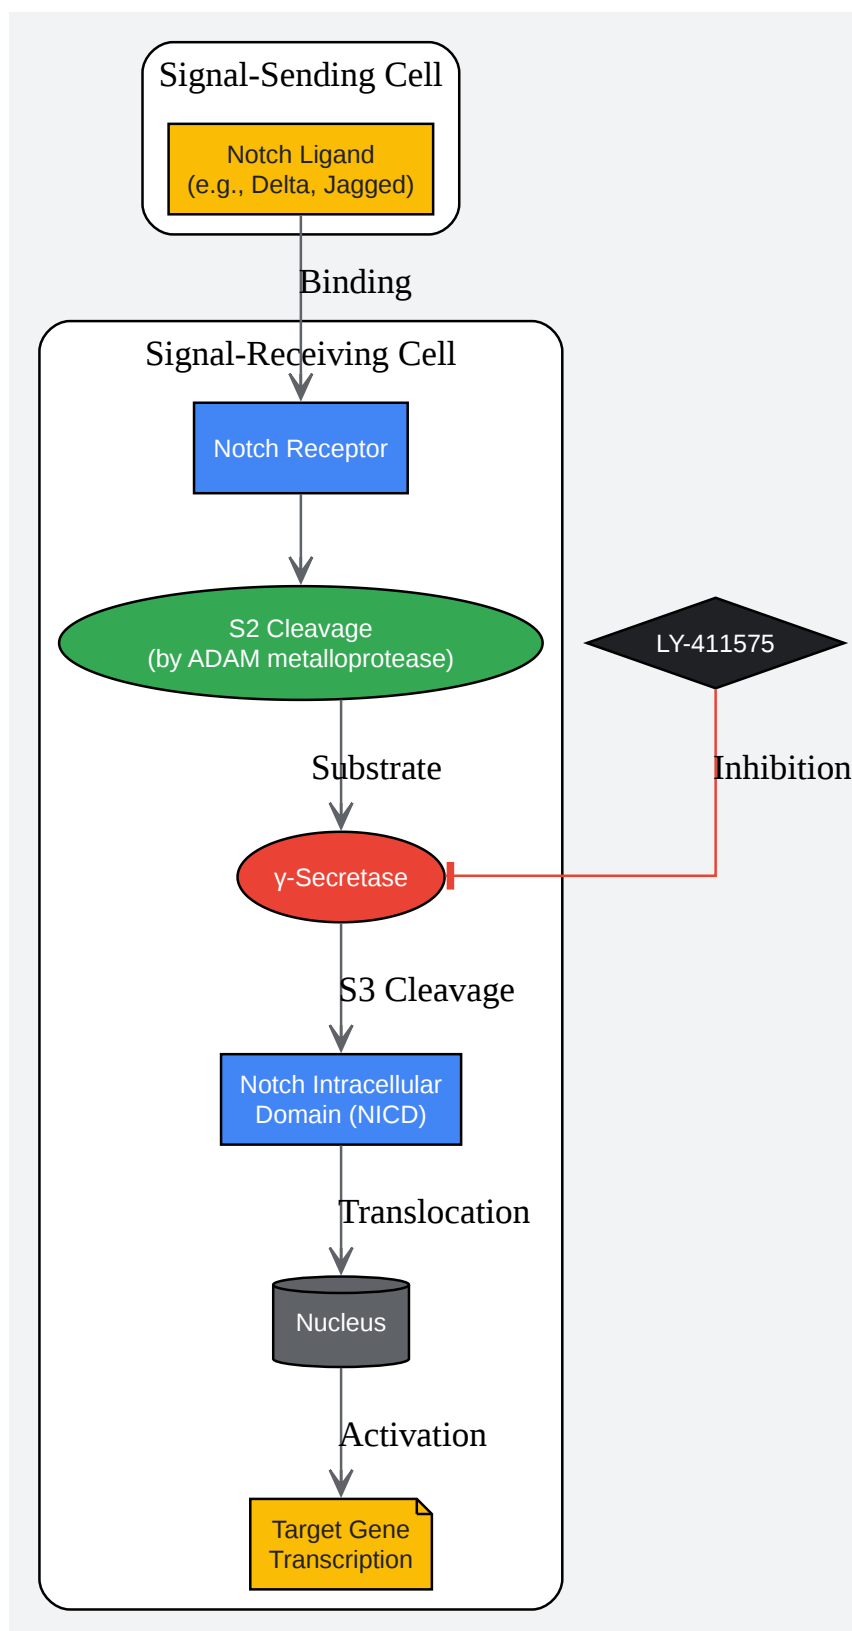 Signal-Sending Cell
Notch Ligand
(e.g., Delta, Jagged)
Binding
Signal-Receiving Cell
Notch Receptor
S2 Cleavage
(by ADAM metalloprotease)
LY-411575
Substrate
Inhibition
γ-Secretase
S3 Cleavage
Notch Intracellular
Domain (NICD)
Translocation
Nucleus
Activation
Target Gene
Transcription